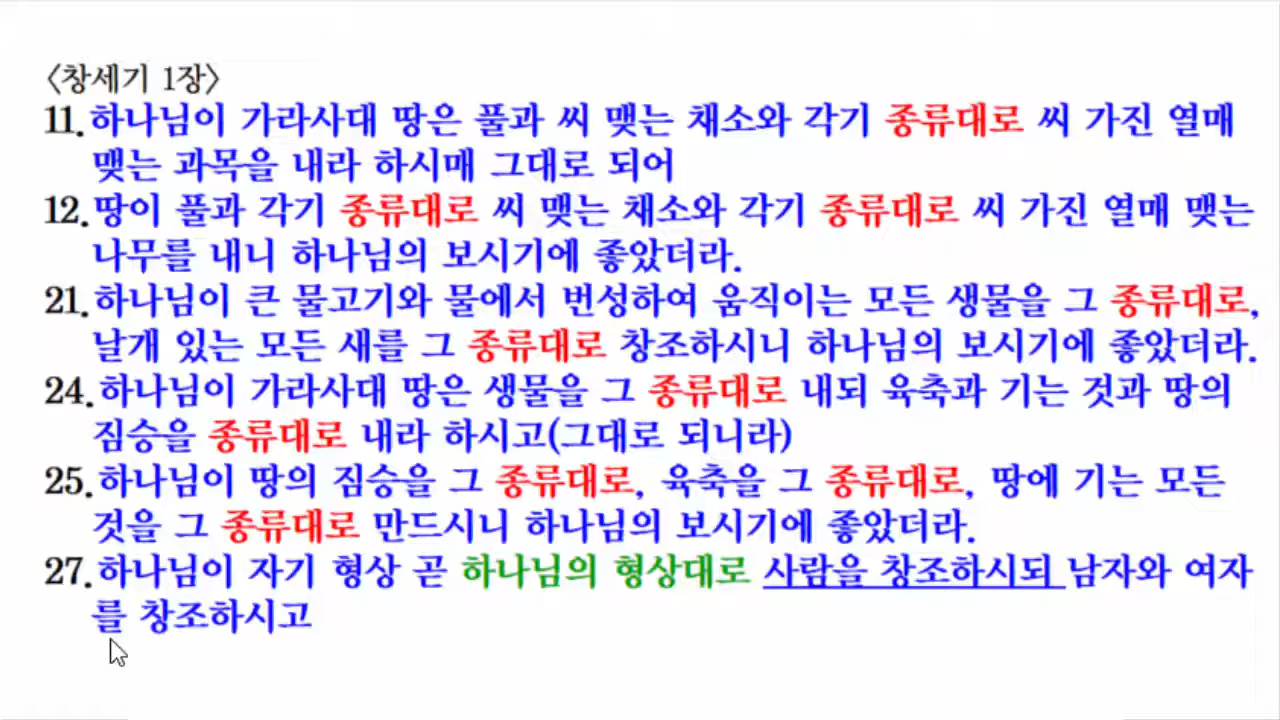 〈창세기 1장〉
11. 하나님이 가라사대 땅은 풀과 씨 맺는 채소와 각기 종류대로 씨 가진 열매
맺는 과목을 내라 하시매 그대로 되어
12. 땅이 풀과 각기 종류대로 씨 맺는 채소와 각기 종류대로 씨 가진 열매 맺는
나무를 내니 하나님의 보시기에 좋았더라.
21. 하나님이 큰 물고기와 물에서 번성하여 움직이는 모든 생물을 그 종류대로,
날개 있는 모든 새를 그 종류대로 창조하시니 하나님의 보시기에 좋았더라.
24. 하나님이 가라사대 땅은 생물을 그 종류대로 내되 육축과 기는 것과 땅의
짐승을 종류대로 내라 하시고(그대로 되니라)
25. 하나님이 땅의 짐승을 그 종류대로, 육축을 그 종류대로, 땅에 기는 모든
것을 그 종류대로 만드시니 하나님의 보시기에 좋았더라.
27. 하나님이 자기 형상 곧 하나님의 형상대로 사람을 창조하시되 남자와 여자
를 창조하시고